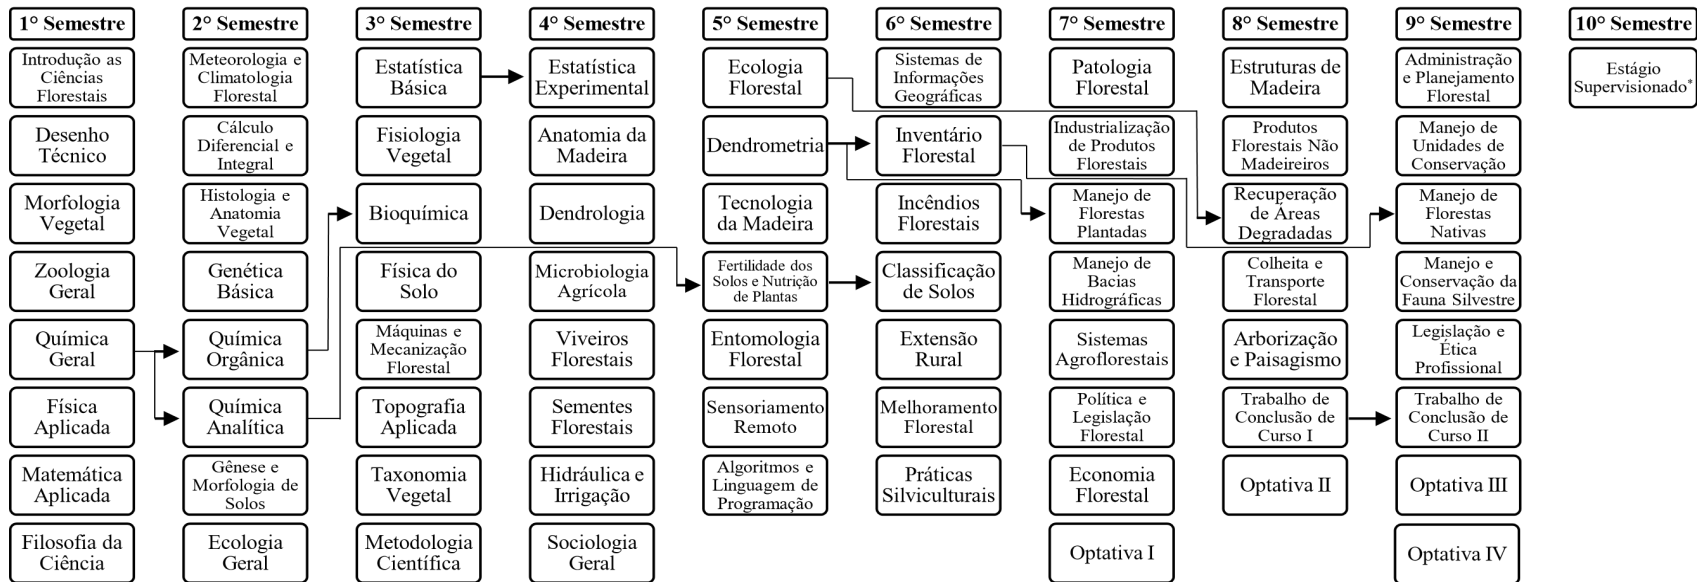 1° Semestre
Introdução as
Ciências
Florestais
Desenho
Técnico
Morfologia
Vegetal
Zoologia
Geral
Química
Geral
Física
Aplicada
Matemática
Aplicada
Filosofia da
Ciência
2° Semestre
Meteorologia e
Climatologia
Florestal
Cálculo
Diferencial e
Integral
Histologia e
Anatomia
Vegetal
Genética
Básica
Química
Orgânica
Química
Analítica
Gênese e
Morfologia de
Solos
Ecologia
Geral
3° Semestre
Estatística
Básica
Fisiologia
Vegetal
Bioquímica
Física do
Solo
Máquinas e
Mecanização
Florestal
Topografia
Aplicada
Taxonomia
Vegetal
Metodologia
Científica
4° Semestre
Estatística
Experimental
Anatomia da
Madeira
Dendrologia
Microbiologia
Agrícola
Viveiros
Florestais
Sementes
Florestais
Hidráulica e
Irrigação
Sociologia
Geral
5° Semestre
Ecologia
Florestal
Dendrometria
Tecnologia
da Madeira
Fertilidade dos
Solos e Nutrição
de Plantas
Entomologia
Florestal
Sensoriamento
Remoto
Algoritmos e
Linguagem de
Programação
6° Semestre
Sistemas de
Informações
Geográficas
Inventário
Florestal
Incêndios
Florestais
Classificação
de Solos
Extensão
Rural
Melhoramento
Florestal
Práticas
Silviculturais
7° Semestre
Patologia
Florestal
Industrialização
de Produtos
Florestais
Manejo de
Florestas
Plantadas
Manejo de
Bacias
Hidrográficas
Sistemas
Agroflorestais
Política e
Legislação
Florestal
Economia
Florestal
Optativa I
8° Semestre
Estruturas de
Madeira
Produtos
Florestais Não
Madeireiros
Recuperação
de Áreas
Degradadas
Colheita e
Transporte
Florestal
Arborização
e Paisagismo
Trabalho de
Conclusão de
Curso I
Optativa II
9° Semestre
Administração
e Planejamento
Florestal
Manejo de
Unidades de
Conservação
Manejo de
Florestas
Nativas
Manejo e
Conservação da
Fauna Silvestre
Legislação e
Ética
Profissional
Trabalho de
Conclusão de
Curso II
Optativa III
Optativa IV
10° Semestre
Estágio
Supervisionado*